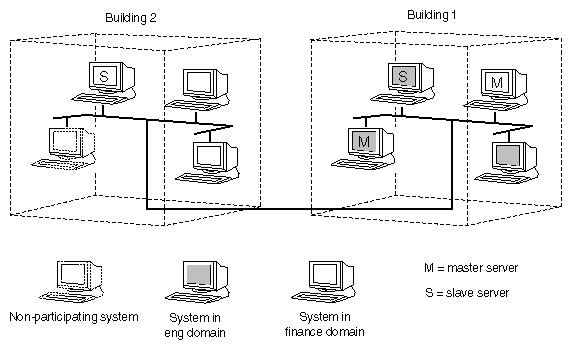 Building 2
Building 1
S
S
M
M
M = master server
S = slave server
Non-participating system
System in
eng domain
System in
finance domain